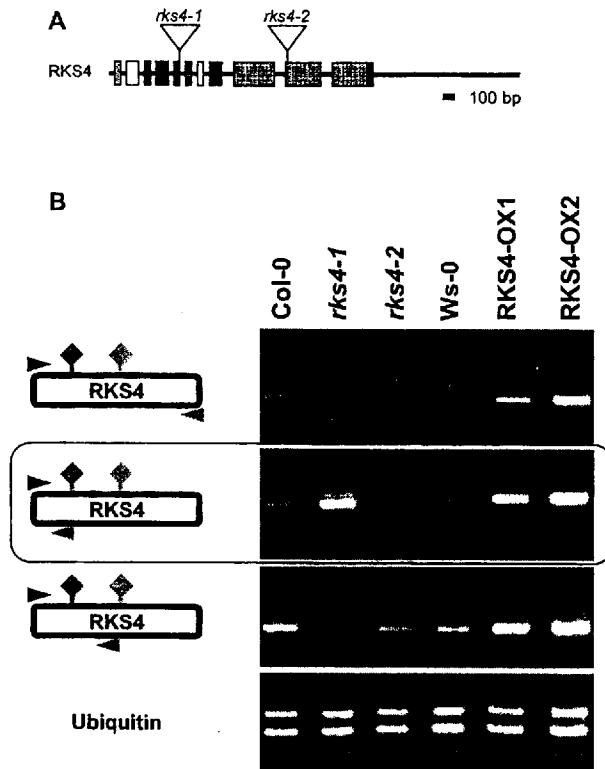 A
rks4-1 rks4-2
RKS4
100 bp
B
Col-0
rks4-1
rks4-2
Ws-0
RKS4-OX1
RKS4-OX2
RKS4
RKS4
RKS4
Ubiquitin